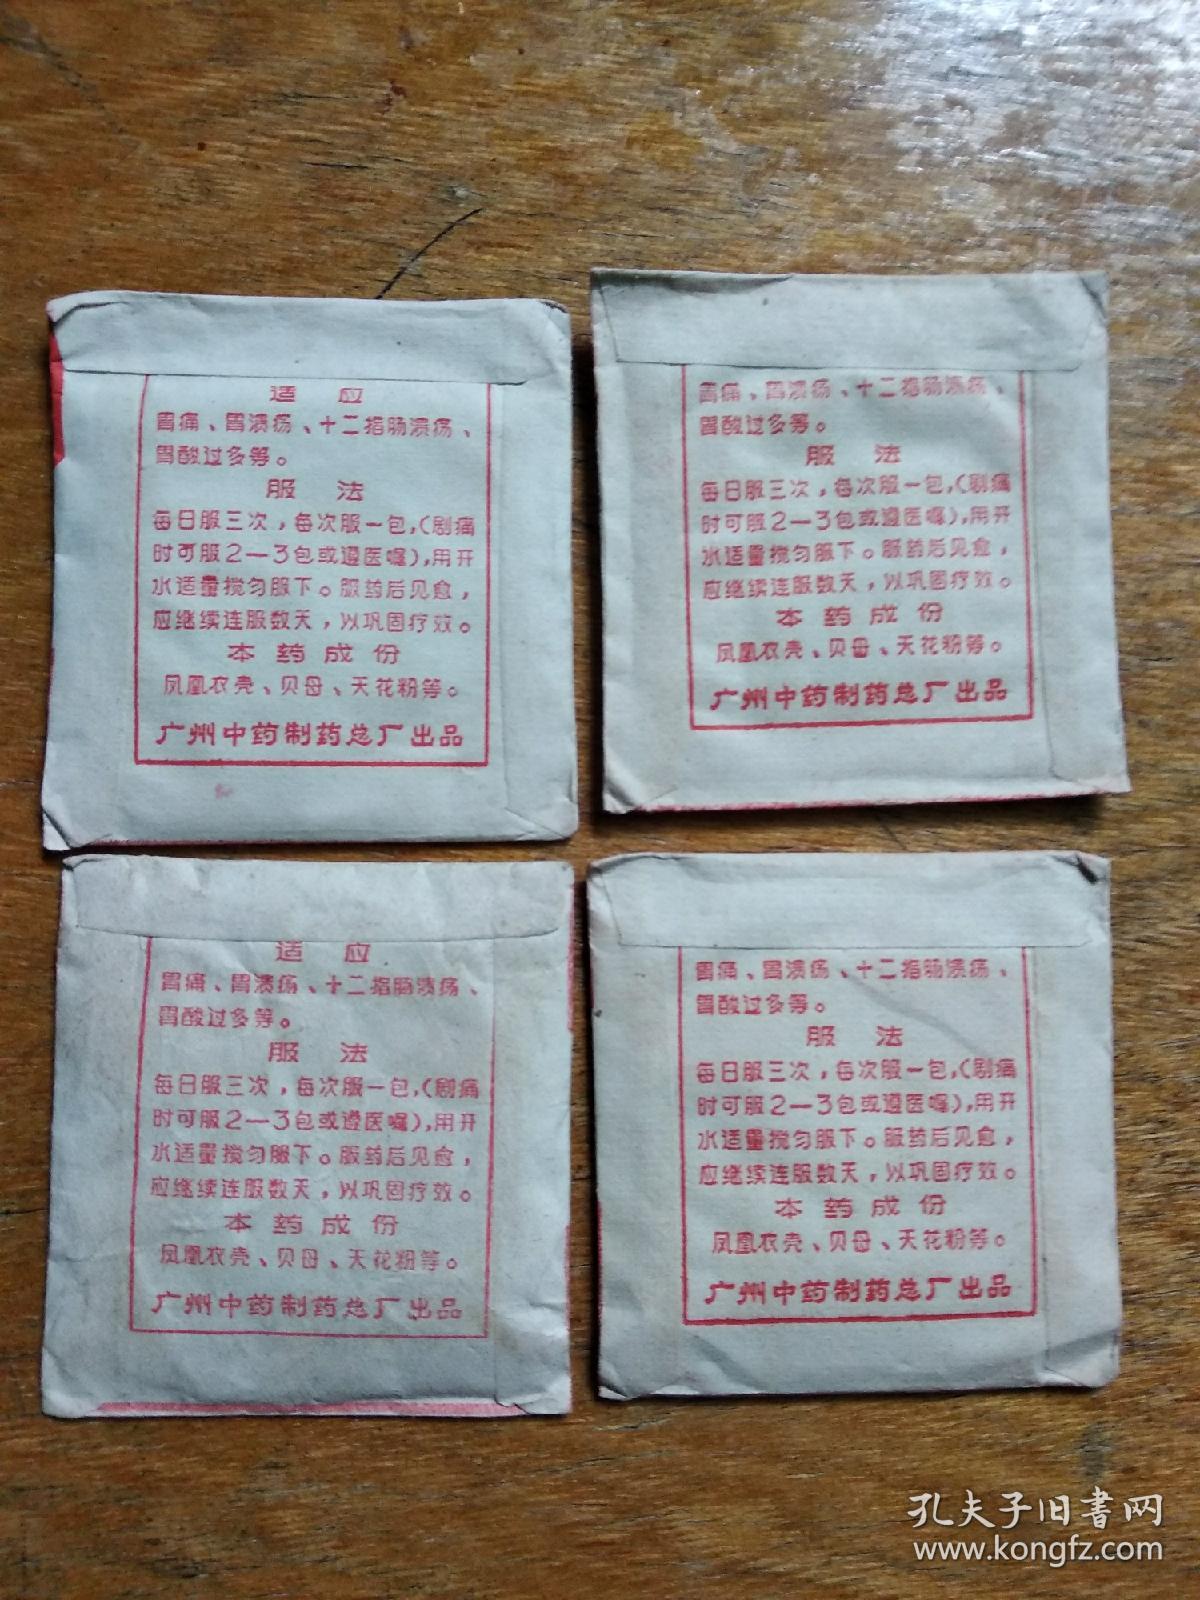 适 应
胃痛、胃溃疡、十二指肠溃疡、
胃酸过多等。
服 法
每日服三次，每次服一包，（剧痛
时可服2—3包或遵医嘱），用开
水适量搅匀服下。服药后见愈，
应继续连服数天，以巩固疗效。
本药成份
凤凰衣壳、贝母、天花粉等。
广州中药制药总厂出品
胃痛、胃溃疡、十二指肠溃疡、
胃酸过多等。
服 法
每日服三次，每次服一包，（剧痛
时可服2—3包或遵医嘱），用开
水适量搅匀服下。服药后见愈，
应继续连服数天，以巩固疗效。
本药成份
凤凰衣壳、贝母、天花粉等。
广州中药制药总厂出品
适 应
胃痛、胃溃疡、十二指肠溃疡、
胃酸过多等。
服 法
每日服三次，每次服一包，（剧痛
时可服2—3包或遵医嘱），用开
水适量搅匀服下。服药后见愈，
应继续连服数天，以巩固疗效。
本药成份
凤凰衣壳、贝母、天花粉等。
广州中药制药总厂出品
胃痛、胃溃疡、十二指肠溃疡、
胃酸过多等。
服 法
每日服三次，每次服一包，（剧痛
时可服2—3包或遵医嘱），用开
水适量搅匀服下。服药后见愈，
应继续连服数天，以巩固疗效。
本药成份
凤凰衣壳、贝母、天花粉等。
广州中药制药总厂出品
孔夫子旧書网
www.kongfz.com